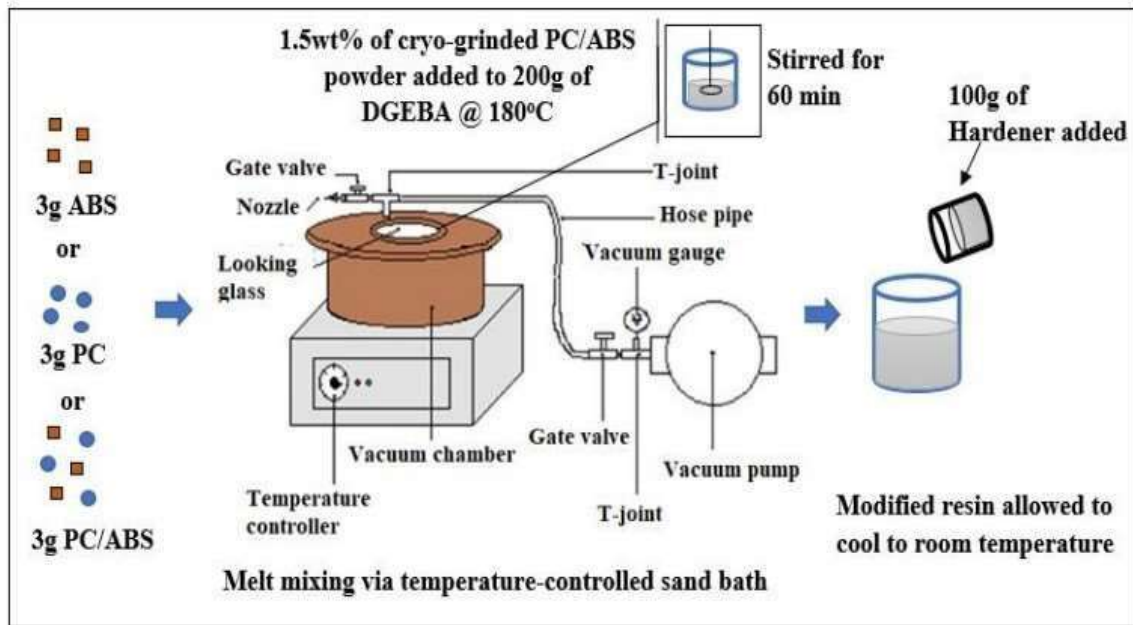 1.5wt% of cryo-grinded PC/ABS
powder added to 200g of
DGEBA @ 180°C
Stirred for
60 min
100g of
Hardener added
3g ABS
or
3g PC
or
3g PC/ABS
Gate valve
Nozzle
Looking
glass
T-joint
Hose pipe
Vacuum gauge
Gate valve
Vacuum chamber
Vacuum pump
Temperature
controller
T-joint
Modified resin allowed to
cool to room temperature
Melt mixing via temperature-controlled sand bath